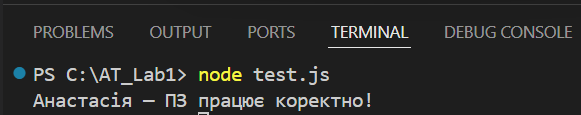 PROBLEMS OUTPUT PORTS TERMINAL DEBUG CONSOLE
PS C:\AT_Lab1> node test.js
Анастасія — ПЗ працює коректно!